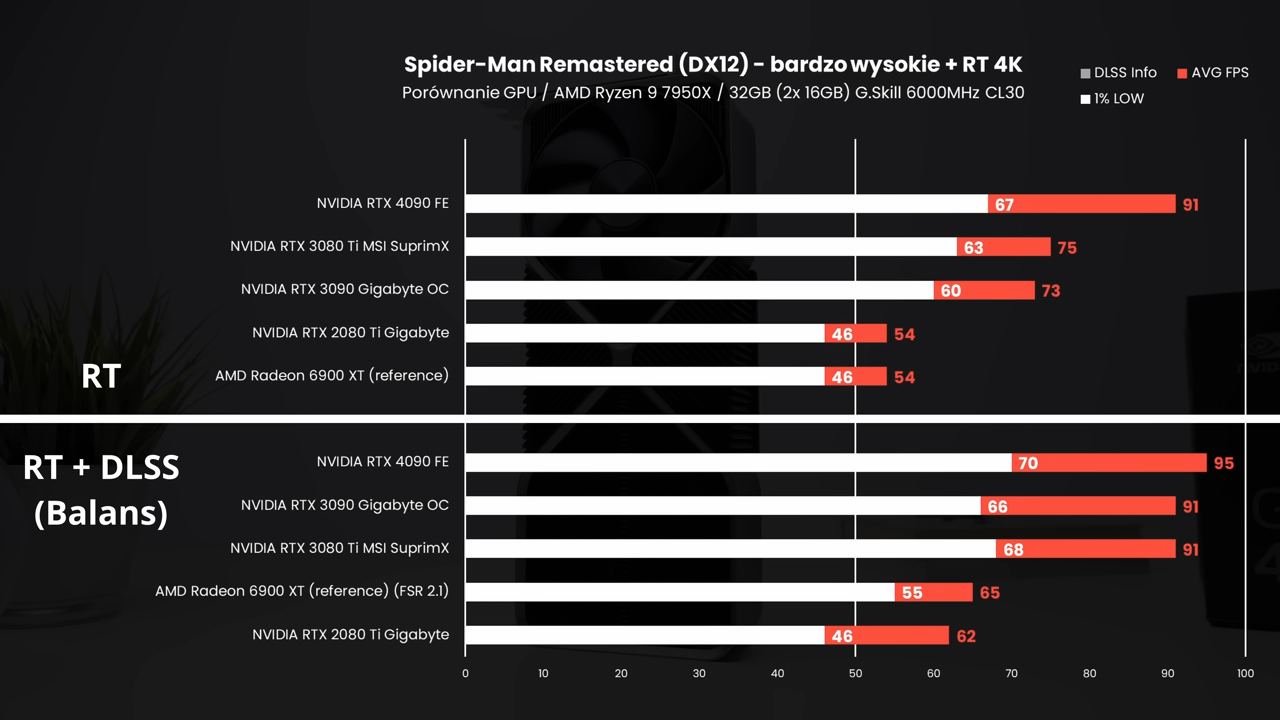 Spider-Man Remastered (DX12) - bardzo wysokie + RT 4K
Porównanie GPU / AMD Ryzen 9 7950X / 32GB (2x 16GB) G.Skill 6000MHz CL30
DLSS Info AVG FPS
1% LOW
NVIDIA RTX 4090 FE 67 91
NVIDIA RTX 3080 Ti MSI SuprimX 63 75
NVIDIA RTX 3090 Gigabyte OC 60 73
NVIDIA RTX 2080 Ti Gigabyte 46 54
RT
AMD Radeon 6900 XT (reference) 46 54
RT + DLSS
(Balans)
NVIDIA RTX 4090 FE 70 95
NVIDIA RTX 3090 Gigabyte OC 66 91
NVIDIA RTX 3080 Ti MSI SuprimX 68 91
AMD Radeon 6900 XT (reference) (FSR 2.1) 55 65
NVIDIA RTX 2080 Ti Gigabyte 46 62
0 10 20 30 40 50 60 70 80 90 100